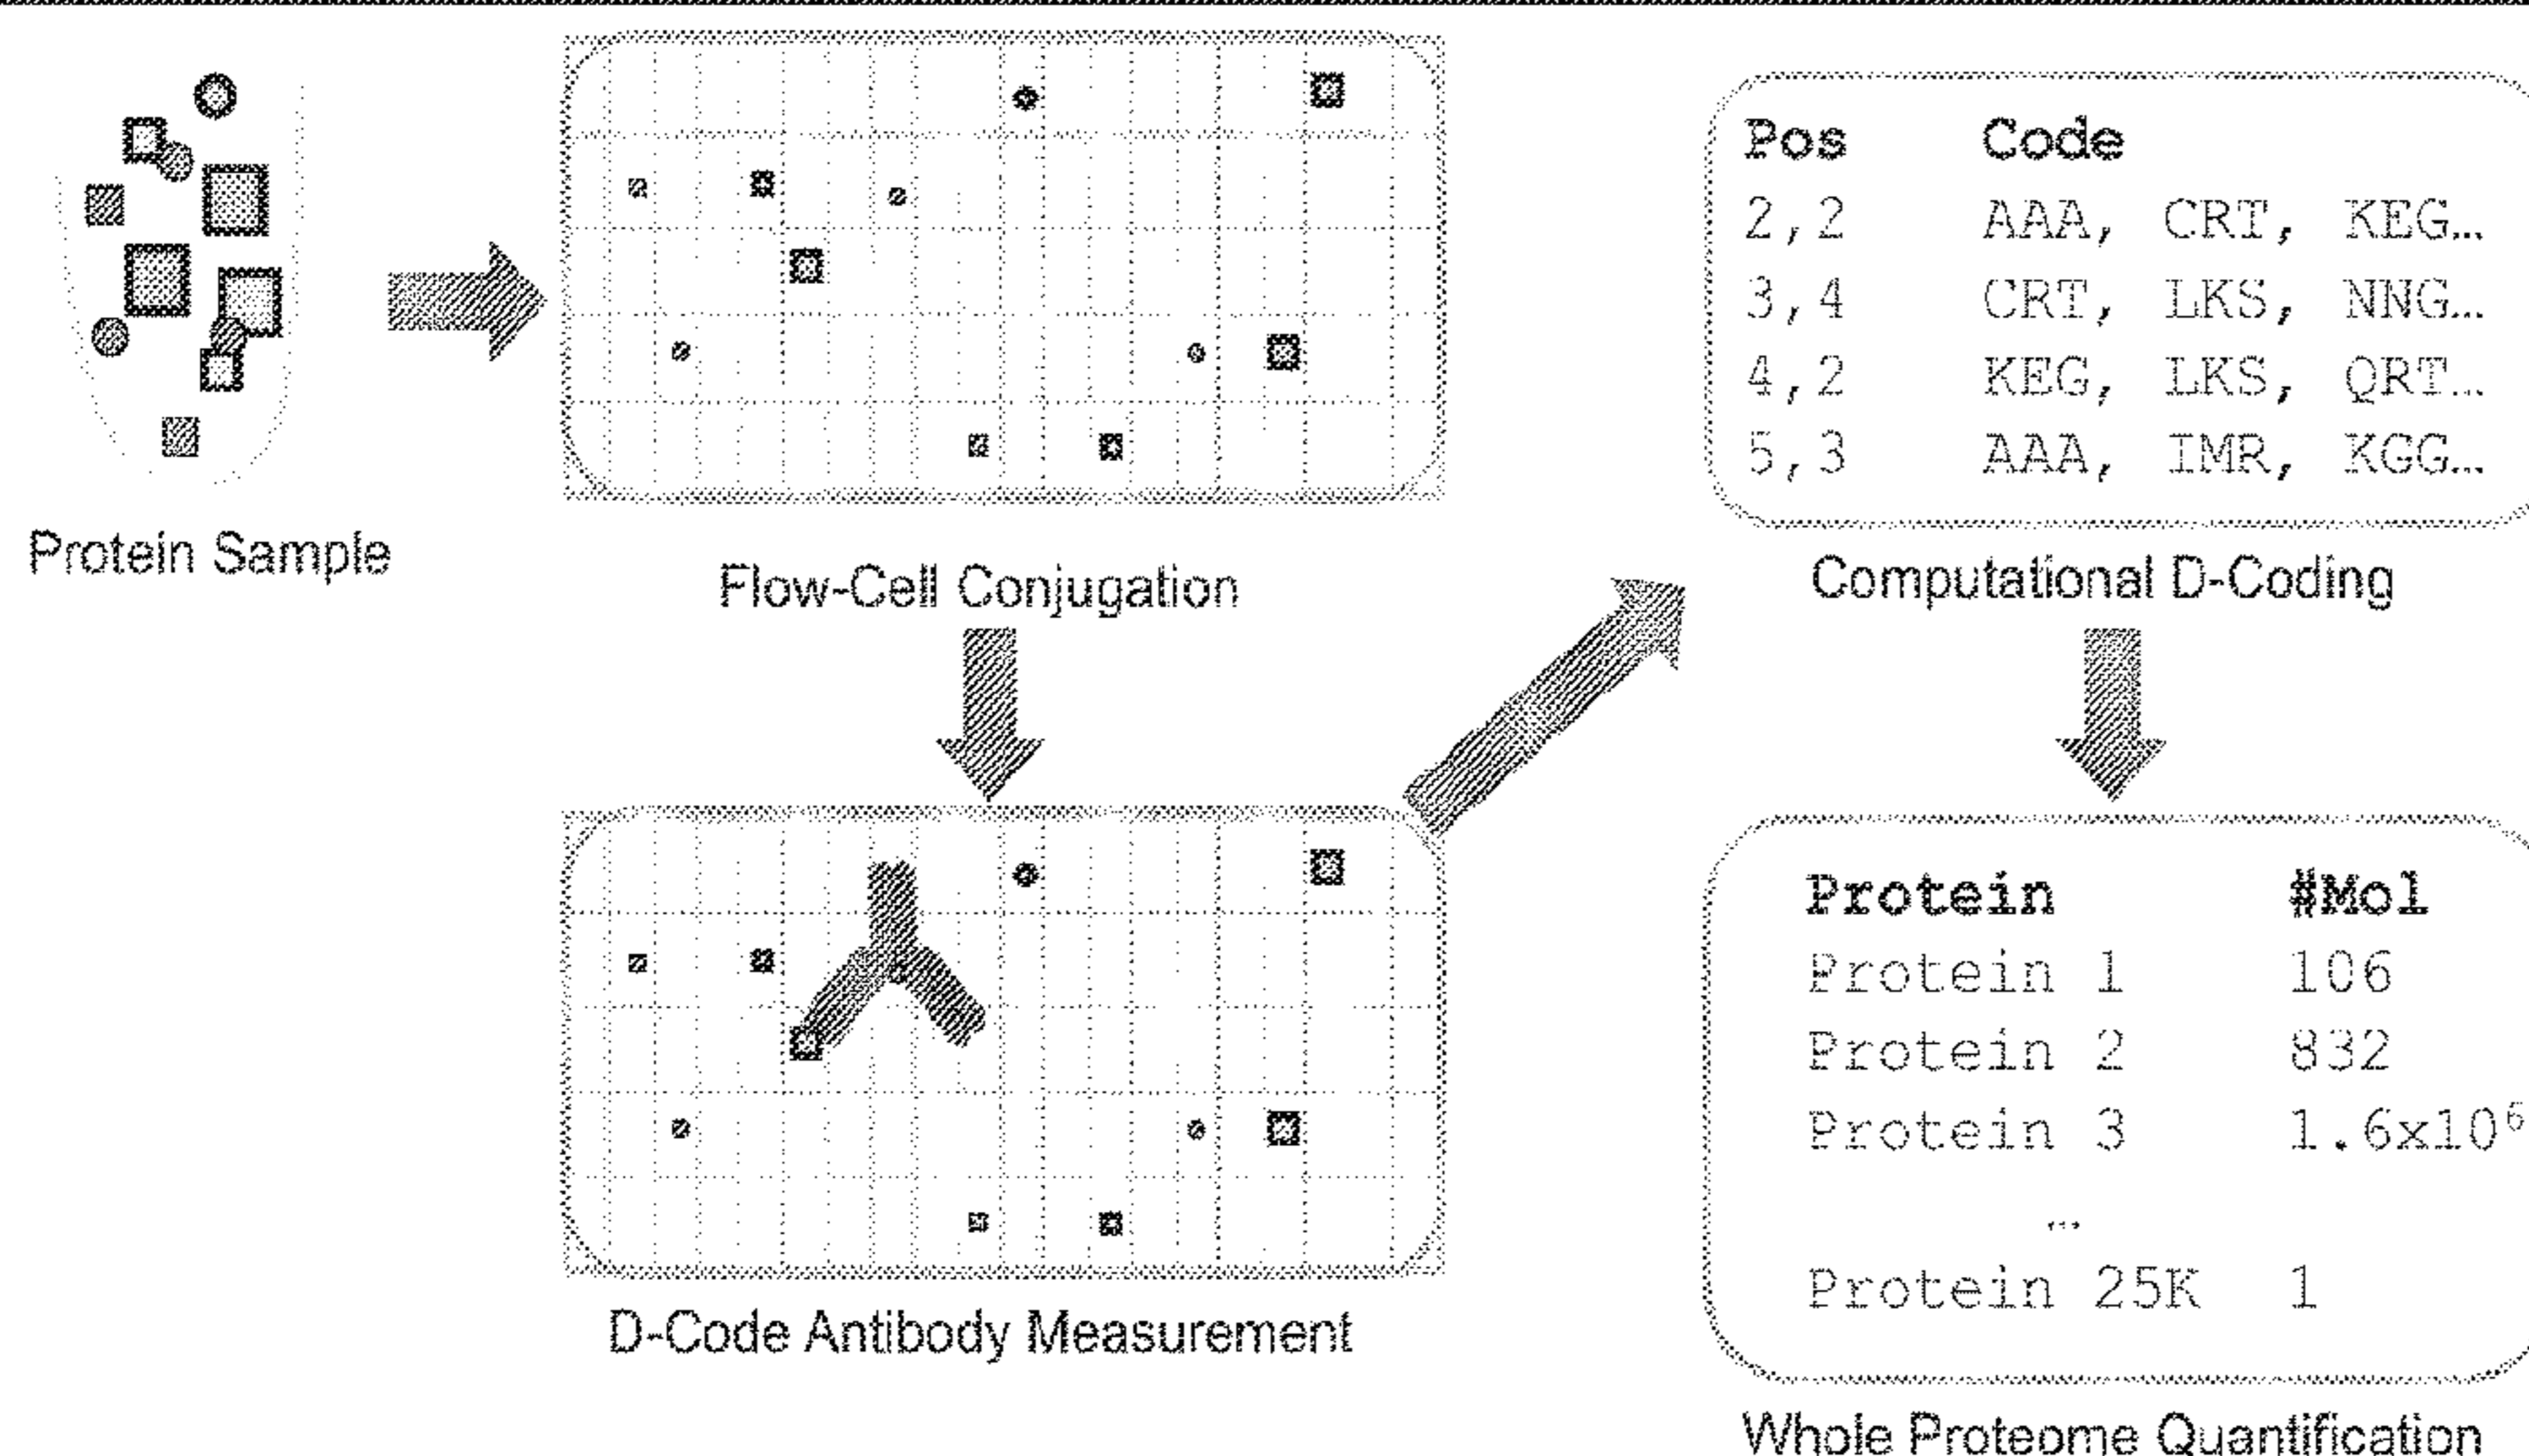 Protein Sample
Flow-Cell Conjugation
D-Code Antibody Measurement
Pos Code
2,2 AAA, CRT, KEG…
3,4 CRT, LKS, NNG…
4,2 KEG, LKS, QRT…
5,3 AAA, IMR, KGG…
Computational D-Coding
Protein #Mol
Protein 1 106
Protein 2 832
Protein 3 1.6x10⁶
…
Protein 25K 1
Whole Proteome Quantification